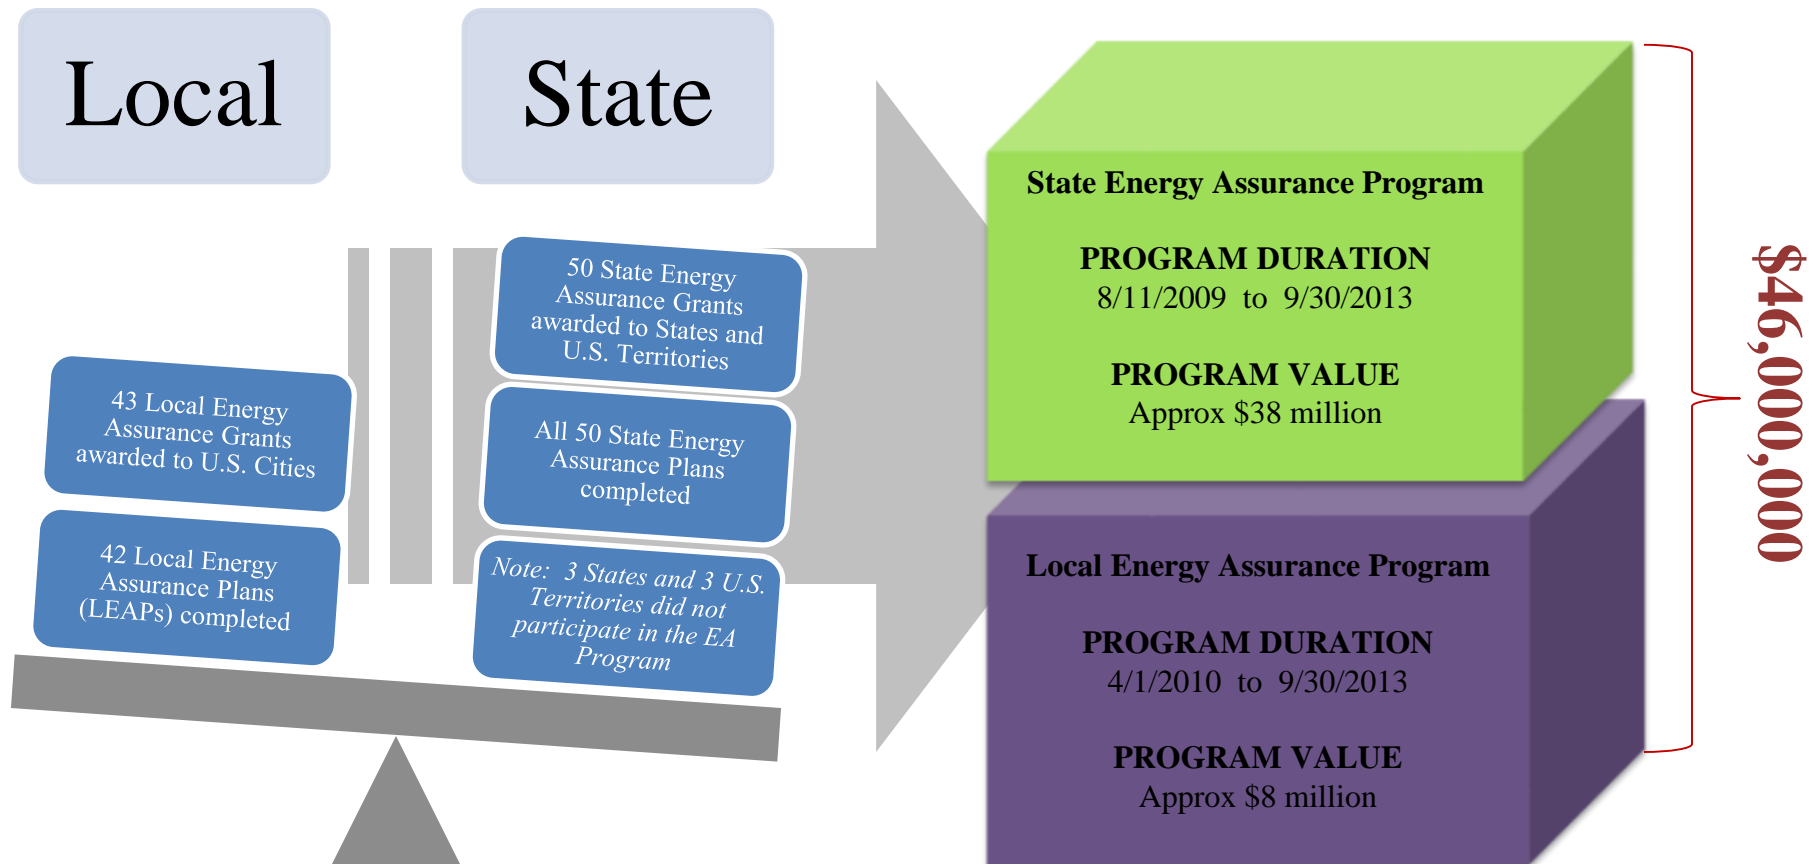 Local
State
43 Local Energy
Assurance Grants
awarded to U.S. Cities
42 Local Energy
Assurance Plans
(LEAPs) completed
50 State Energy
Assurance Grants
awarded to States and
U.S. Territories
All 50 State Energy
Assurance Plans
completed
Note:  3 States and 3 U.S.
Territories did not
participate in the EA
Program
State Energy Assurance Program
PROGRAM DURATION
8/11/2009  to  9/30/2013
PROGRAM VALUE
Approx $38 million
Local Energy Assurance Program
PROGRAM DURATION
4/1/2010  to  9/30/2013
PROGRAM VALUE
Approx $8 million
$46,000,000